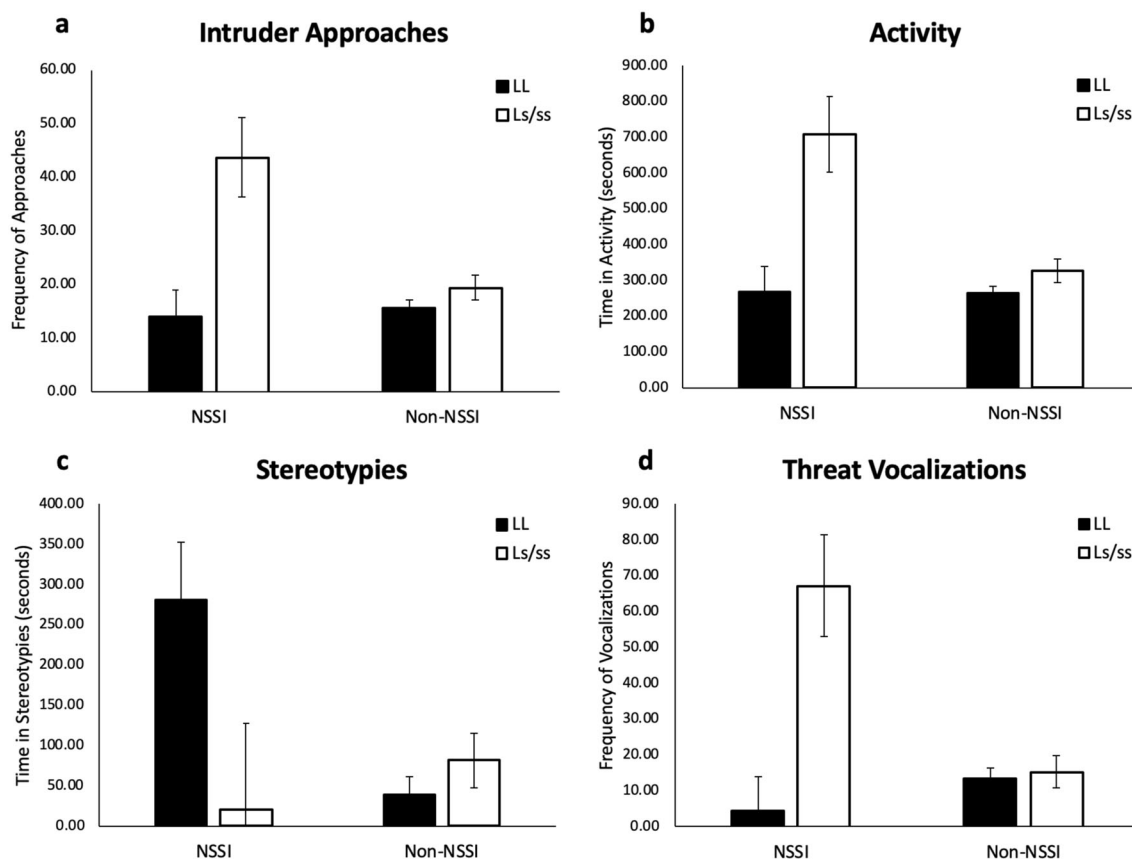 a
Intruder Approaches
60.00
50.00
40.00
30.00
20.00
10.00
0.00
Frequency of Approaches
LL
Ls/ss
NSSI
Non-NSSI
b
Activity
900.00
800.00
700.00
600.00
500.00
400.00
300.00
200.00
100.00
0.00
Time in Activity (seconds)
LL
Ls/ss
NSSI
Non-NSSI
c
Stereotypies
400.00
350.00
300.00
250.00
200.00
150.00
100.00
50.00
0.00
Time in Stereotypies (seconds)
LL
Ls/ss
NSSI
Non-NSSI
d
Threat Vocalizations
90.00
80.00
70.00
60.00
50.00
40.00
30.00
20.00
10.00
0.00
Frequency of Vocalizations
LL
Ls/ss
NSSI
Non-NSSI